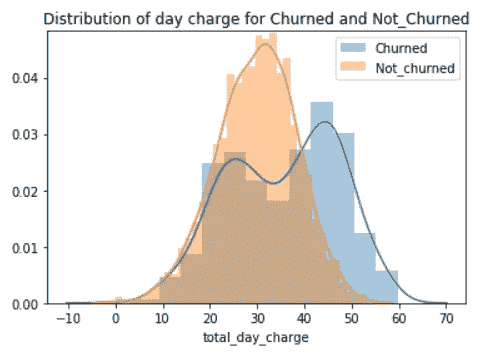 Distribution of day charge for Churned and Not_Churned
Churned
Not_churned
0.04
0.03
0.02
0.01
0.00
−10 0 10 20 30 40 50 60 70
total_day_charge